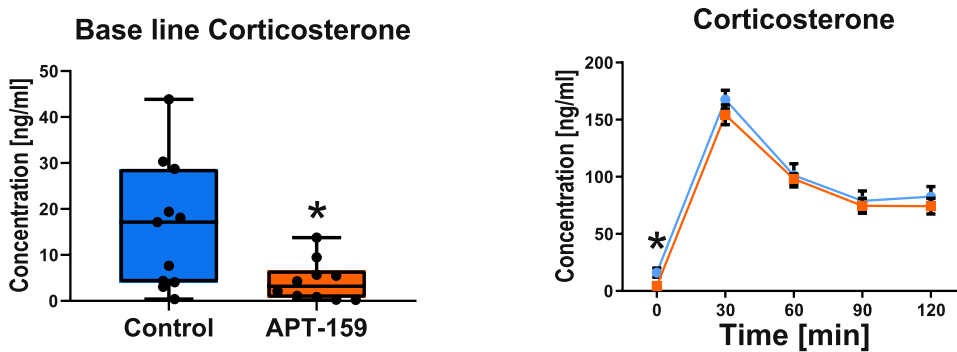 Base line Corticosterone
Concentration [ng/ml]
50
40
30
20
10
0
*
Control
APT-159
Corticosterone
Concentration [ng/ml]
200
150
100
50
0
*
0
30
60
90
120
Time [min]